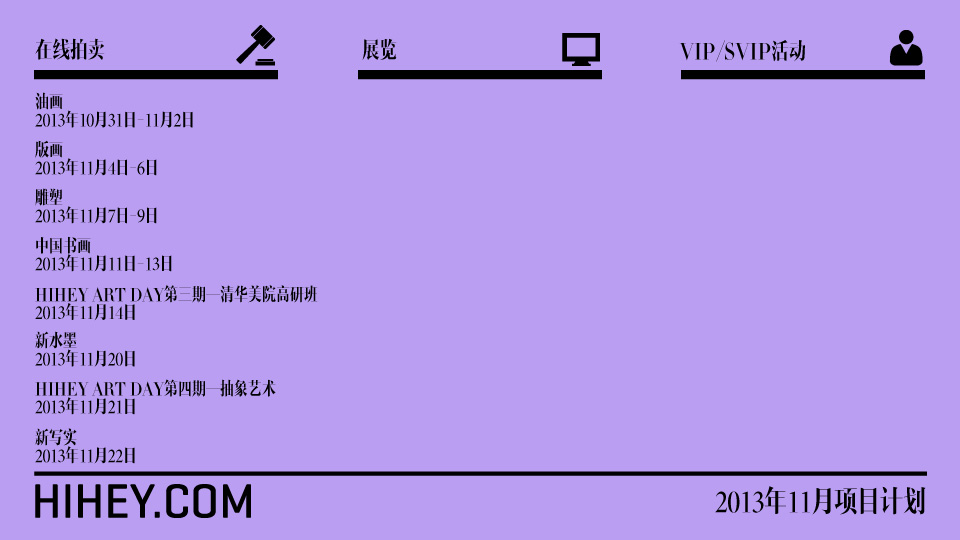 在线拍卖
展览
VIP/SVIP活动
油画
2013年10月31日-11月2日
版画
2013年11月4日-6日
雕塑
2013年11月7日-9日
中国书画
2013年11月11日-13日
HIHEY ART DAY第三期—清华美院高研班
2013年11月14日
新水墨
2013年11月20日
HIHEY ART DAY第四期—抽象艺术
2013年11月21日
新写实
2013年11月22日
HIHEY.COM
2013年11月项目计划